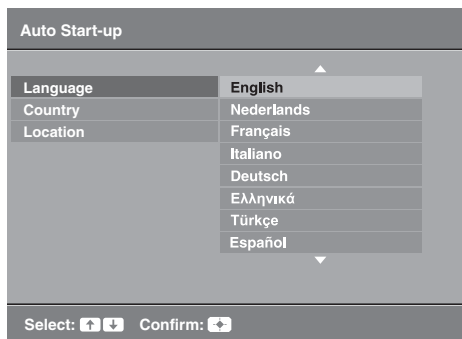 Auto Start-up
Language
English
Country
Nederlands
Location
Français
Italiano
Deutsch
Ελληνικά
Türkçe
Español
Select: Confirm: